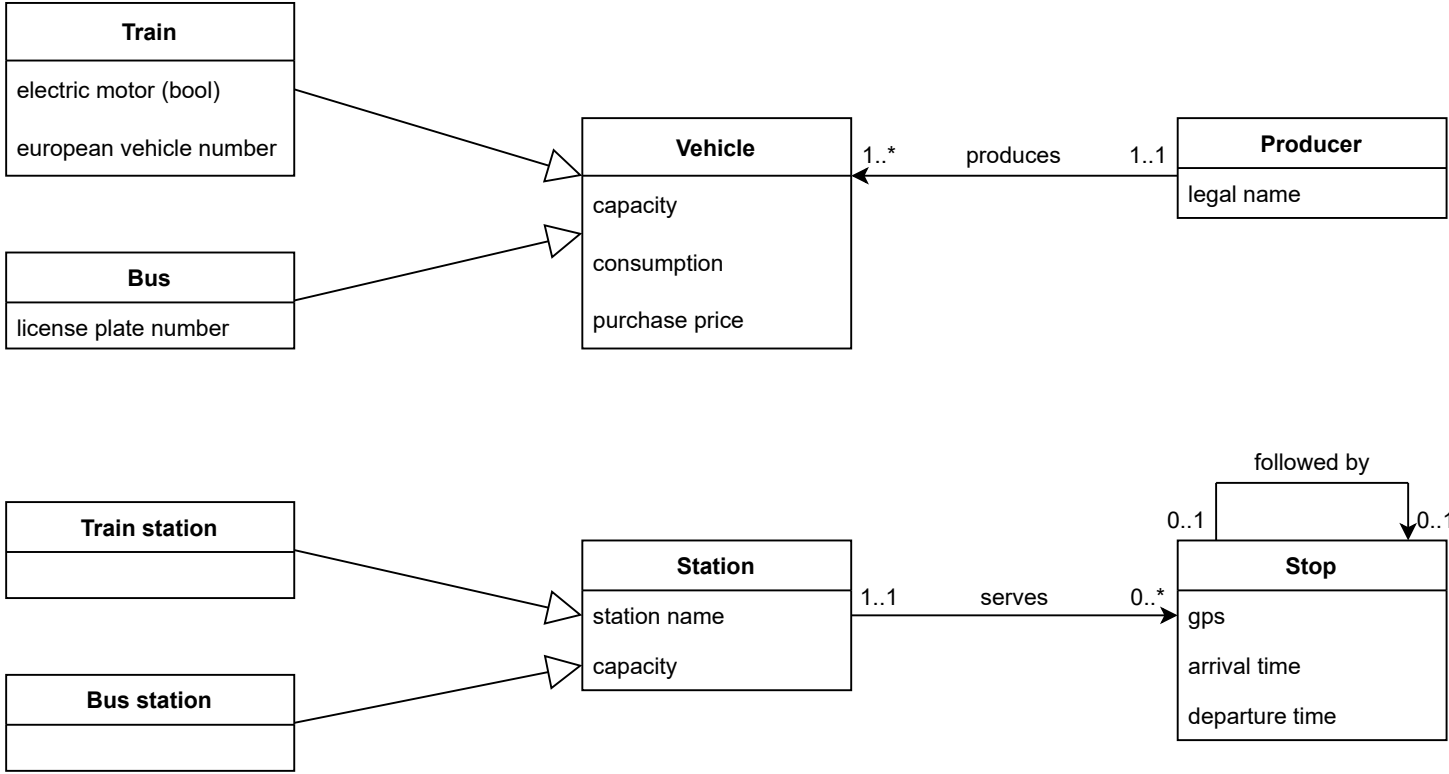 Train
electric motor (bool)
european vehicle number
Bus
license plate number
Vehicle
capacity
consumption
purchase price
1..* produces 1..1
Producer
legal name
Train station
Bus station
Station
station name
capacity
1..1 serves 0..*
followed by
0..1 0..1
Stop
gps
arrival time
departure time